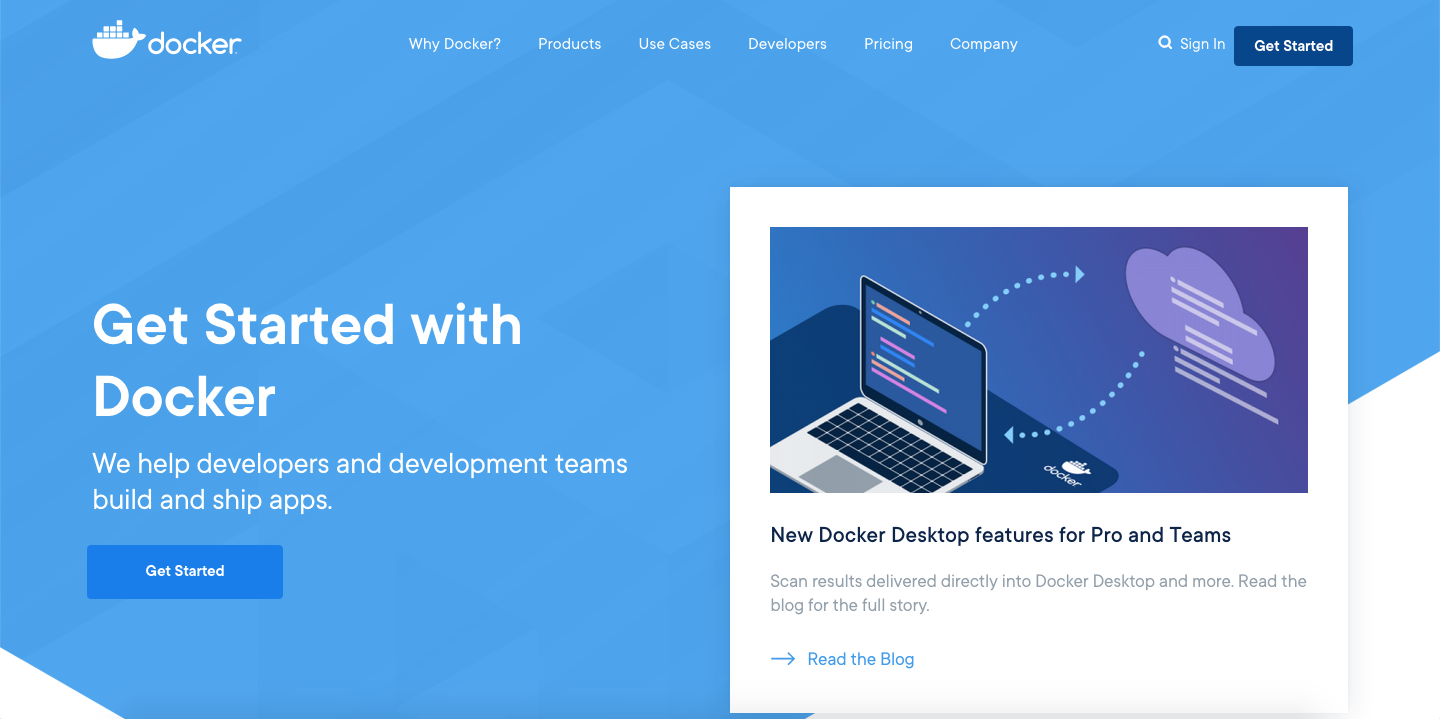 docker
Why Docker?
Products
Use Cases
Developers
Pricing
Company
Sign In
Get Started
Get Started with
Docker
We help developers and development teams
build and ship apps.
Get Started
docker
New Docker Desktop features for Pro and Teams
Scan results delivered directly into Docker Desktop and more. Read the
blog for the full story.
Read the Blog